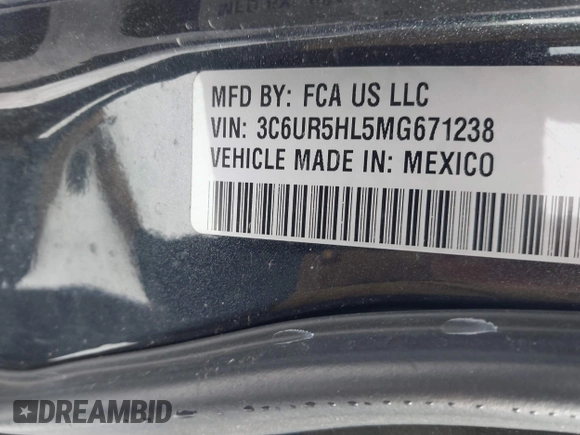 MFD BY: FCA US LLC
VIN: 3C6UR5HL5MG671238
VEHICLE MADE IN: MEXICO
DREAMBID